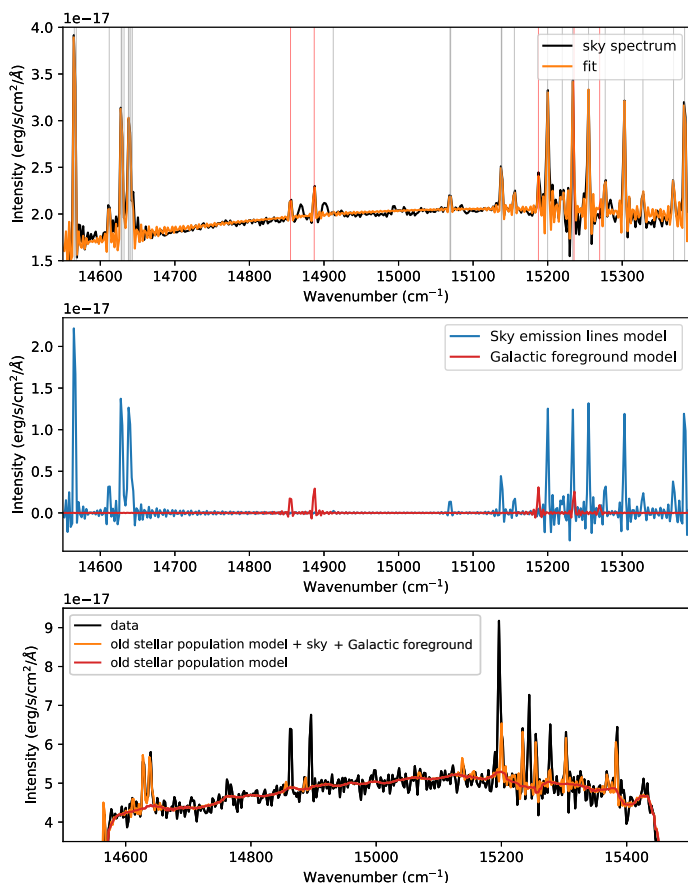 1e−17
4.0
3.5
3.0
2.5
2.0
1.5
Intensity (erg/s/cm²/Å)
sky spectrum
fit
14600 14700 14800 14900 15000 15100 15200 15300
Wavenumber (cm⁻¹)
1e−17
2.0
1.5
1.0
0.5
0.0
Intensity (erg/s/cm²/Å)
Sky emission lines model
Galactic foreground model
14600 14700 14800 14900 15000 15100 15200 15300
Wavenumber (cm⁻¹)
1e−17
9
8
7
6
5
4
Intensity (erg/s/cm²/Å)
data
old stellar population model + sky + Galactic foreground
old stellar population model
14600 14800 15000 15200 15400
Wavenumber (cm⁻¹)